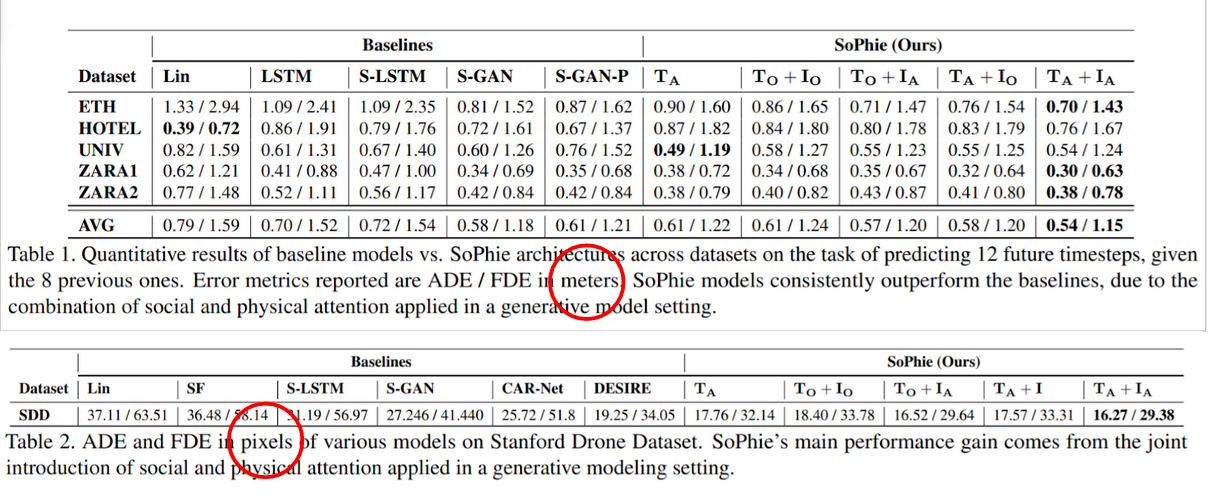 Baselines SoPhie (Ours)
Dataset Lin LSTM S-LSTM S-GAN S-GAN-P TA TO + IO TO + IA TA + IO TA + IA
ETH 1.33 / 2.94 1.09 / 2.41 1.09 / 2.35 0.81 / 1.52 0.87 / 1.62 0.90 / 1.60 0.86 / 1.65 0.71 / 1.47 0.76 / 1.54 0.70 / 1.43
HOTEL 0.39 / 0.72 0.86 / 1.91 0.79 / 1.76 0.72 / 1.61 0.67 / 1.37 0.87 / 1.82 0.84 / 1.80 0.80 / 1.78 0.83 / 1.79 0.76 / 1.67
UNIV 0.82 / 1.59 0.61 / 1.31 0.67 / 1.40 0.60 / 1.26 0.76 / 1.52 0.49 / 1.19 0.58 / 1.27 0.55 / 1.23 0.55 / 1.25 0.54 / 1.24
ZARA1 0.62 / 1.21 0.41 / 0.88 0.47 / 1.00 0.34 / 0.69 0.35 / 0.68 0.38 / 0.72 0.34 / 0.68 0.35 / 0.67 0.32 / 0.64 0.30 / 0.63
ZARA2 0.77 / 1.48 0.52 / 1.11 0.56 / 1.17 0.42 / 0.84 0.42 / 0.84 0.38 / 0.79 0.40 / 0.82 0.43 / 0.87 0.41 / 0.80 0.38 / 0.78
AVG 0.79 / 1.59 0.70 / 1.52 0.72 / 1.54 0.58 / 1.18 0.61 / 1.21 0.61 / 1.22 0.61 / 1.24 0.57 / 1.20 0.58 / 1.20 0.54 / 1.15
Table 1. Quantitative results of baseline models vs. SoPhie architectures across datasets on the task of predicting 12 future timesteps, given
the 8 previous ones. Error metrics reported are ADE / FDE in meters. SoPhie models consistently outperform the baselines, due to the
combination of social and physical attention applied in a generative model setting.
Baselines SoPhie (Ours)
Dataset Lin SF S-LSTM S-GAN CAR-Net DESIRE TA TO + IO TO + IA TA + I TA + IA
SDD 37.11 / 63.51 36.48 / 58.14 31.19 / 56.97 27.246 / 41.440 25.72 / 51.8 19.25 / 34.05 17.76 / 32.14 18.40 / 33.78 16.52 / 29.64 17.57 / 33.31 16.27 / 29.38
Table 2. ADE and FDE in pixels of various models on Stanford Drone Dataset. SoPhie's main performance gain comes from the joint
introduction of social and physical attention applied in a generative modeling setting.